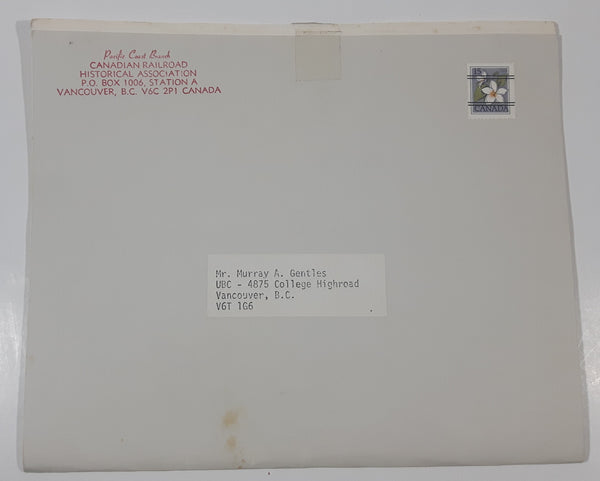 Pacific Coast Branch
CANADIAN RAILROAD
HISTORICAL ASSOCIATION
P.O. BOX 1006, STATION A
VANCOUVER, B.C. V6C 2P1 CANADA
15
CANADA
Mr. Murray A. Gentles
UBC - 4875 College Highroad
Vancouver, B.C.
V6T 1G6